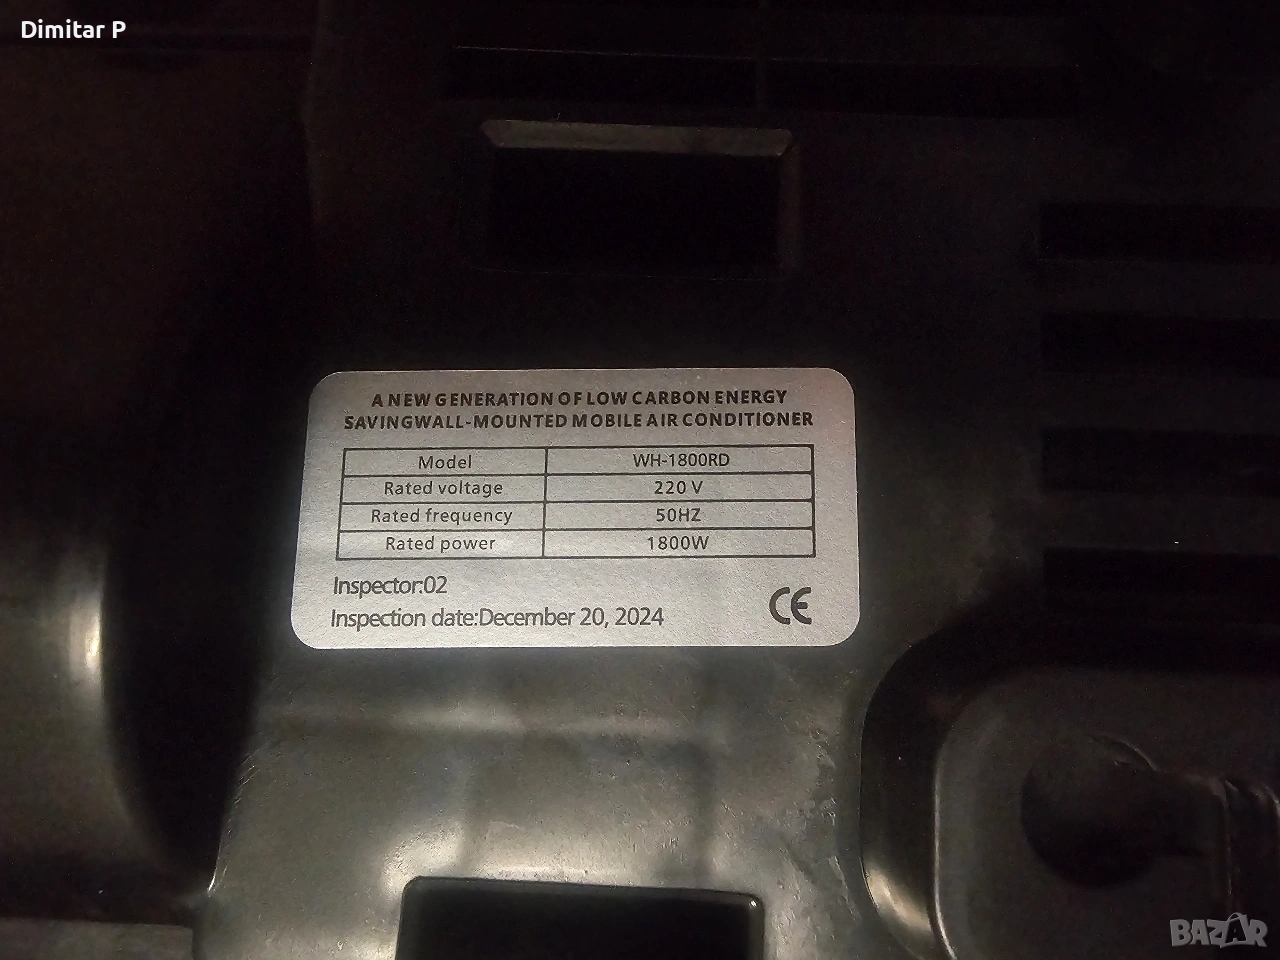 Dimitar P
A NEW GENERATION OF LOW CARBON ENERGY
SAVINGWALL-MOUNTED MOBILE AIR CONDITIONER
Model WH-1800RD
Rated voltage 220 V
Rated frequency 50HZ
Rated power 1800W
Inspector:02
Inspection date:December 20, 2024
CE
BAZAR